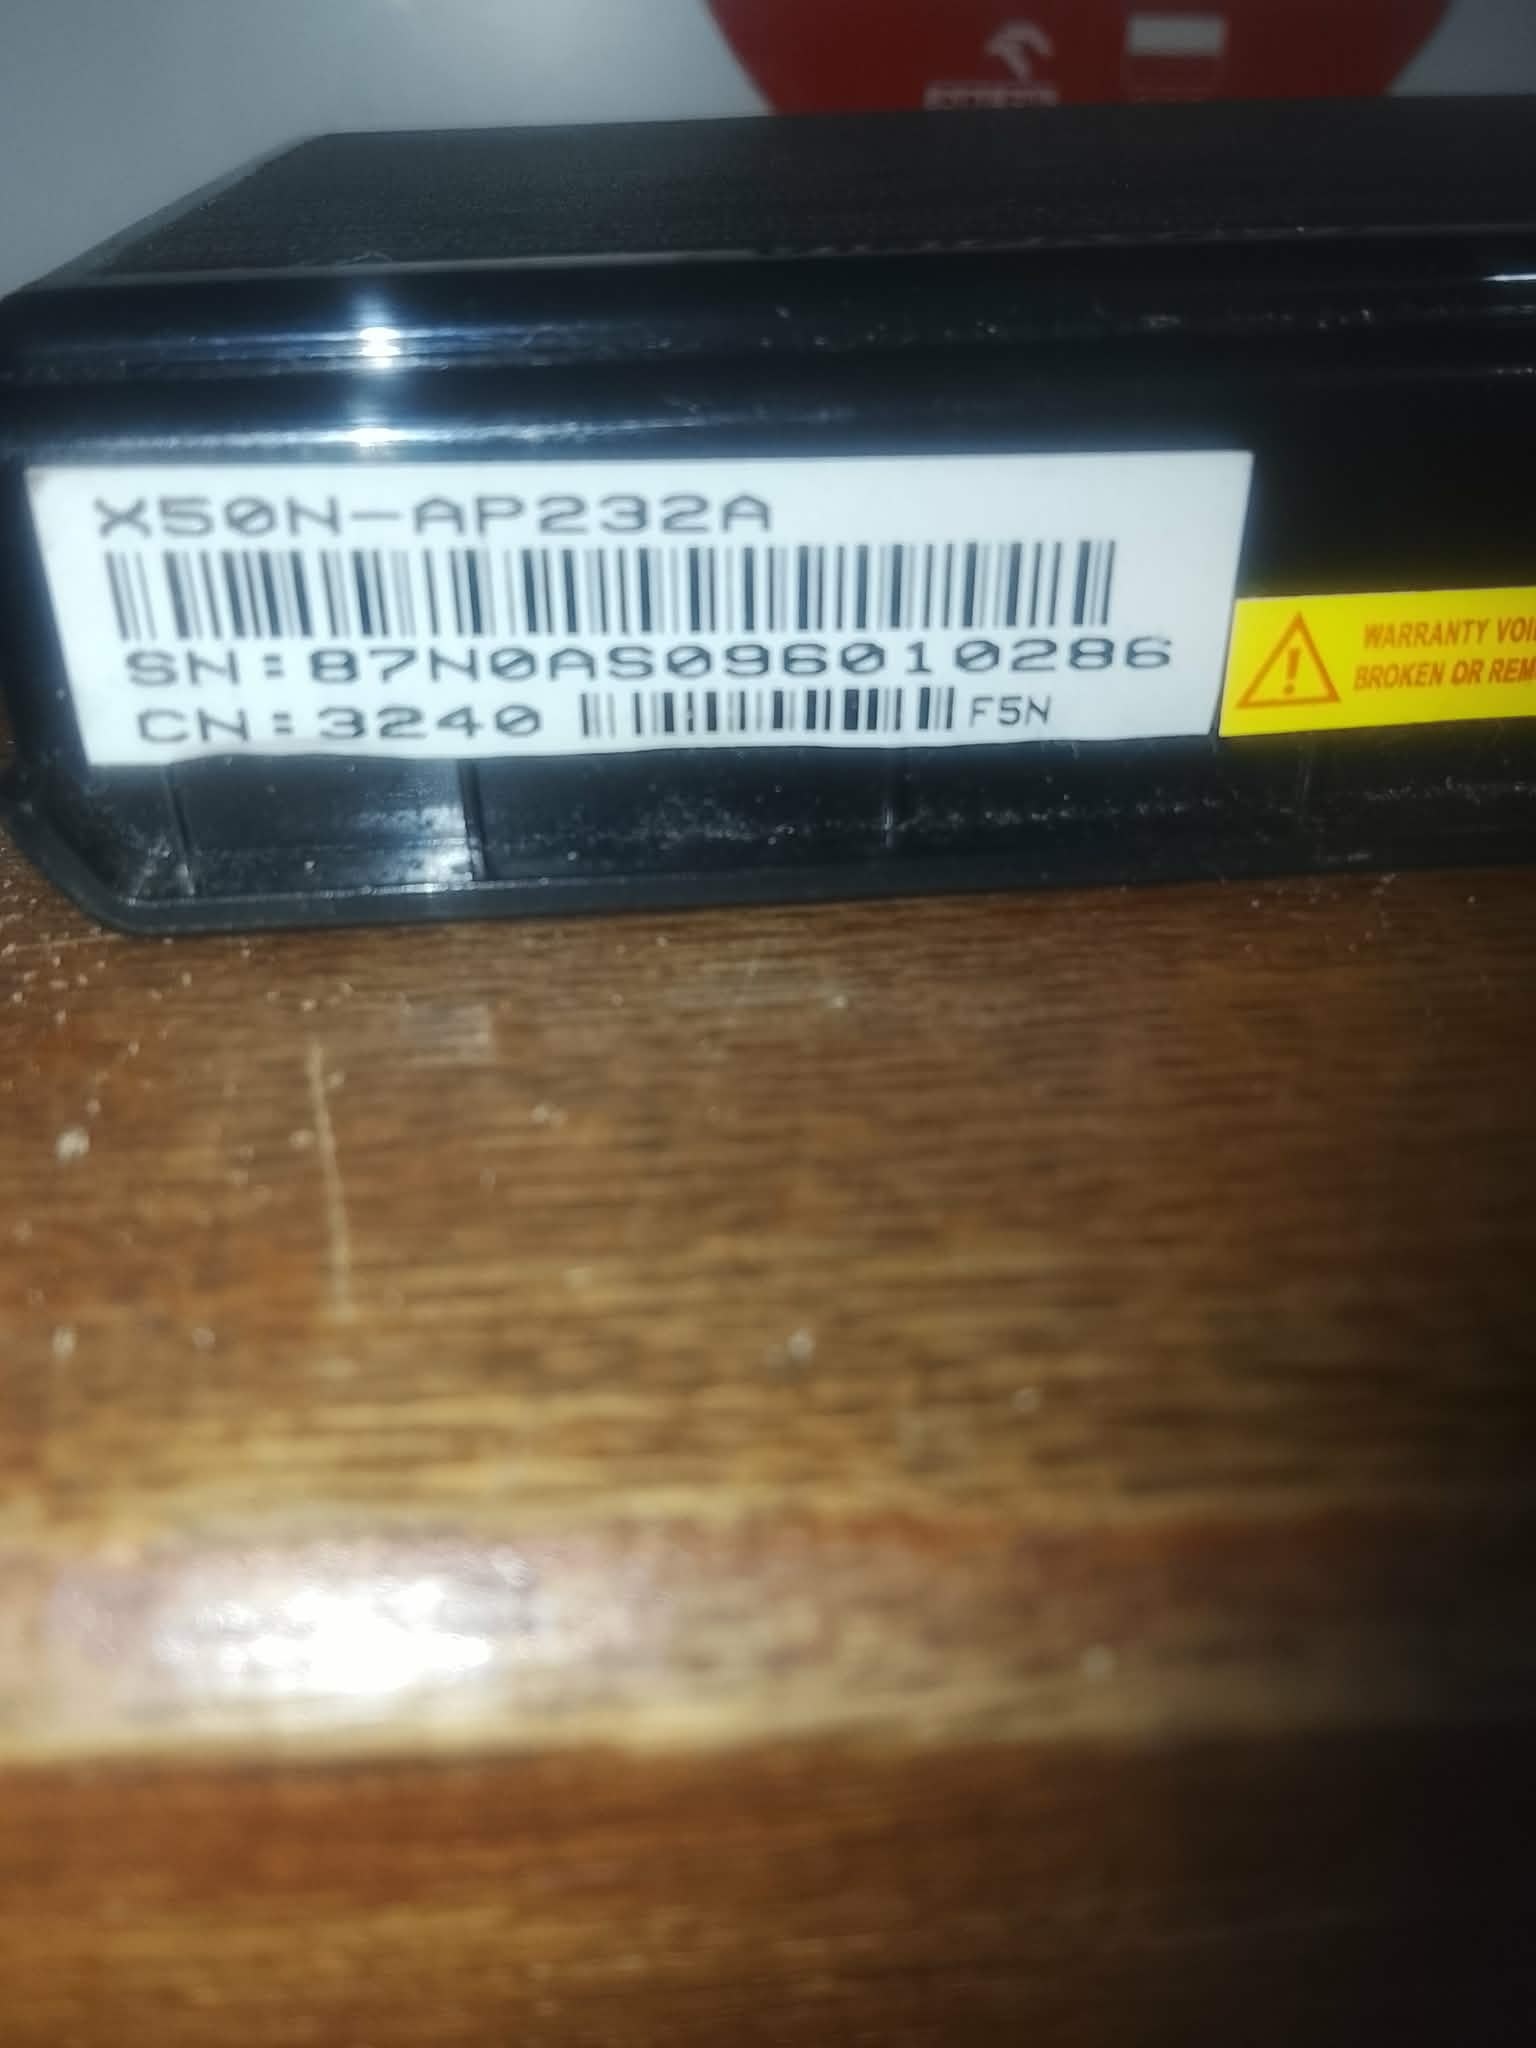 X50N-AP232A
SN:87N0AS096010286
CN:3240 F5N
WARRANTY VOI
BROKEN OR REM